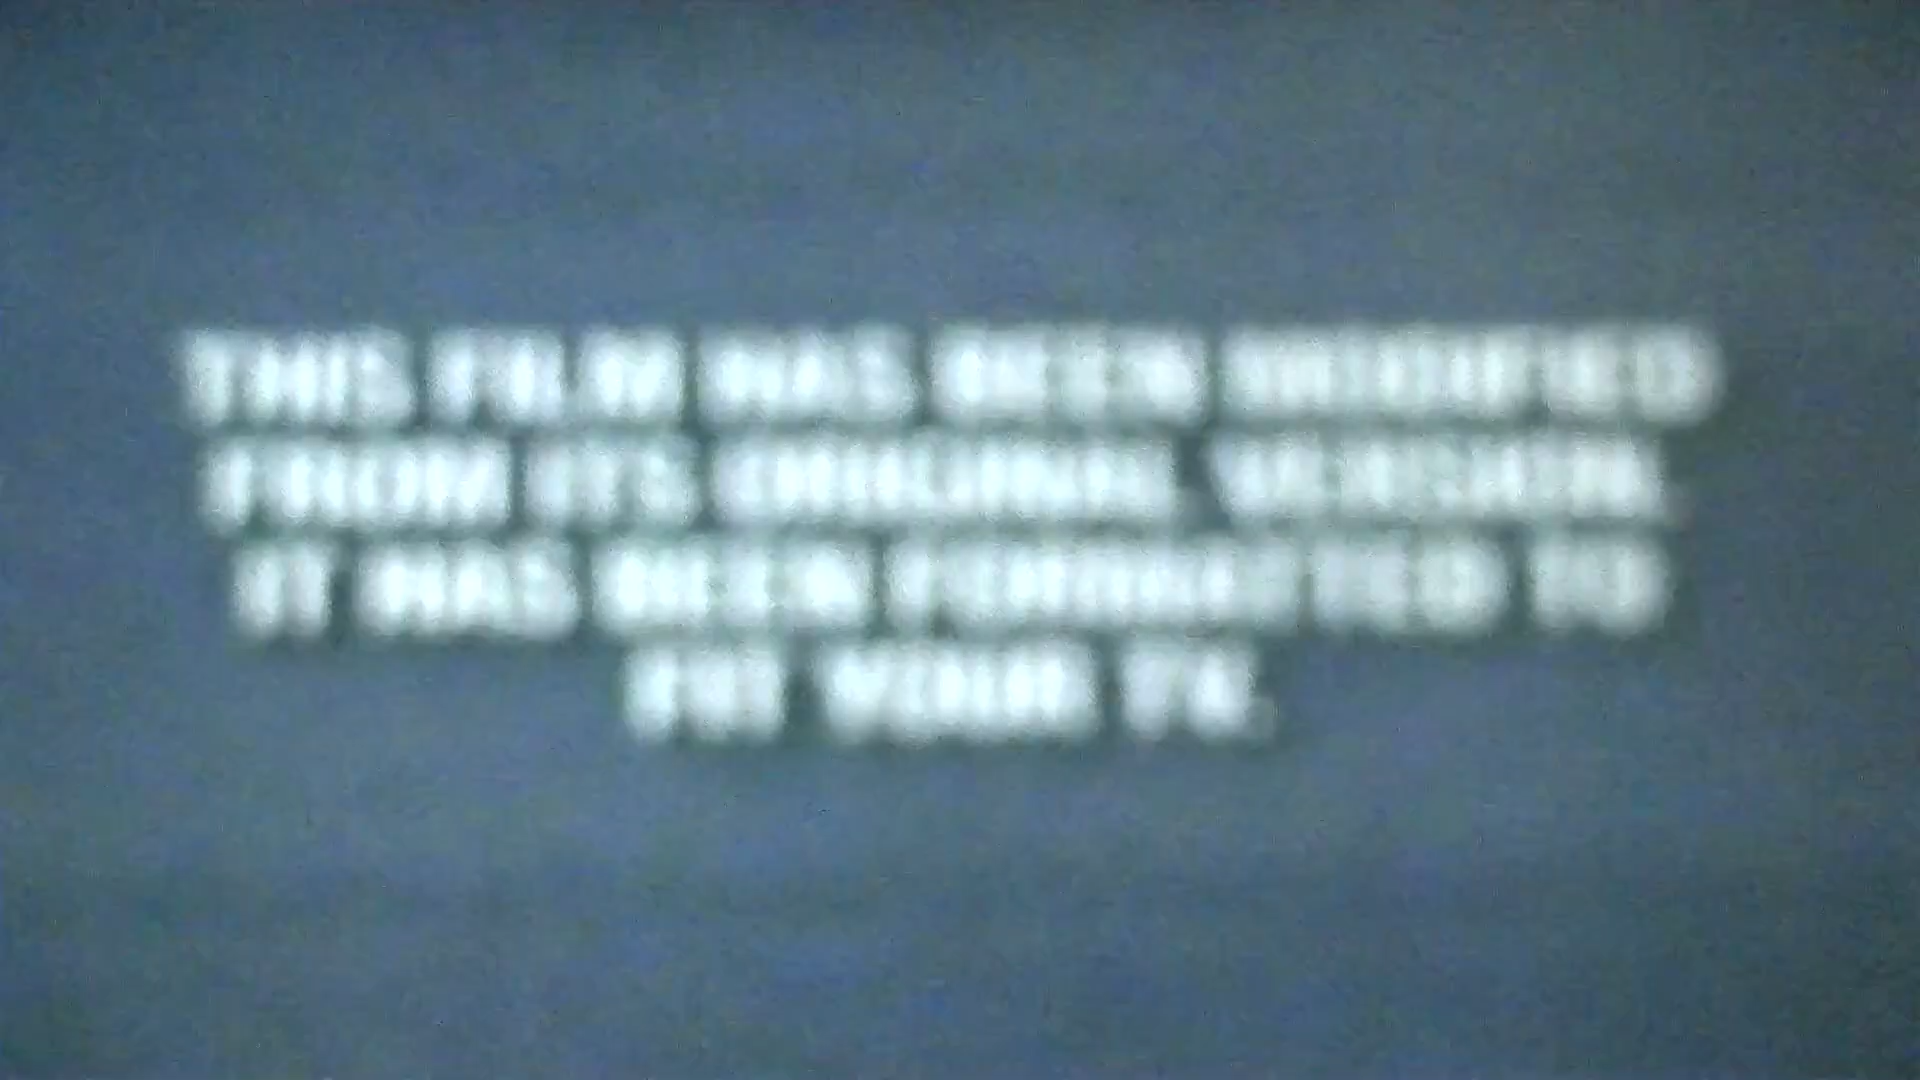 THIS FILM HAS BEEN MODIFIED
FROM ITS ORIGINAL VERSION.
IT HAS BEEN FORMATTED TO
FIT YOUR TV.